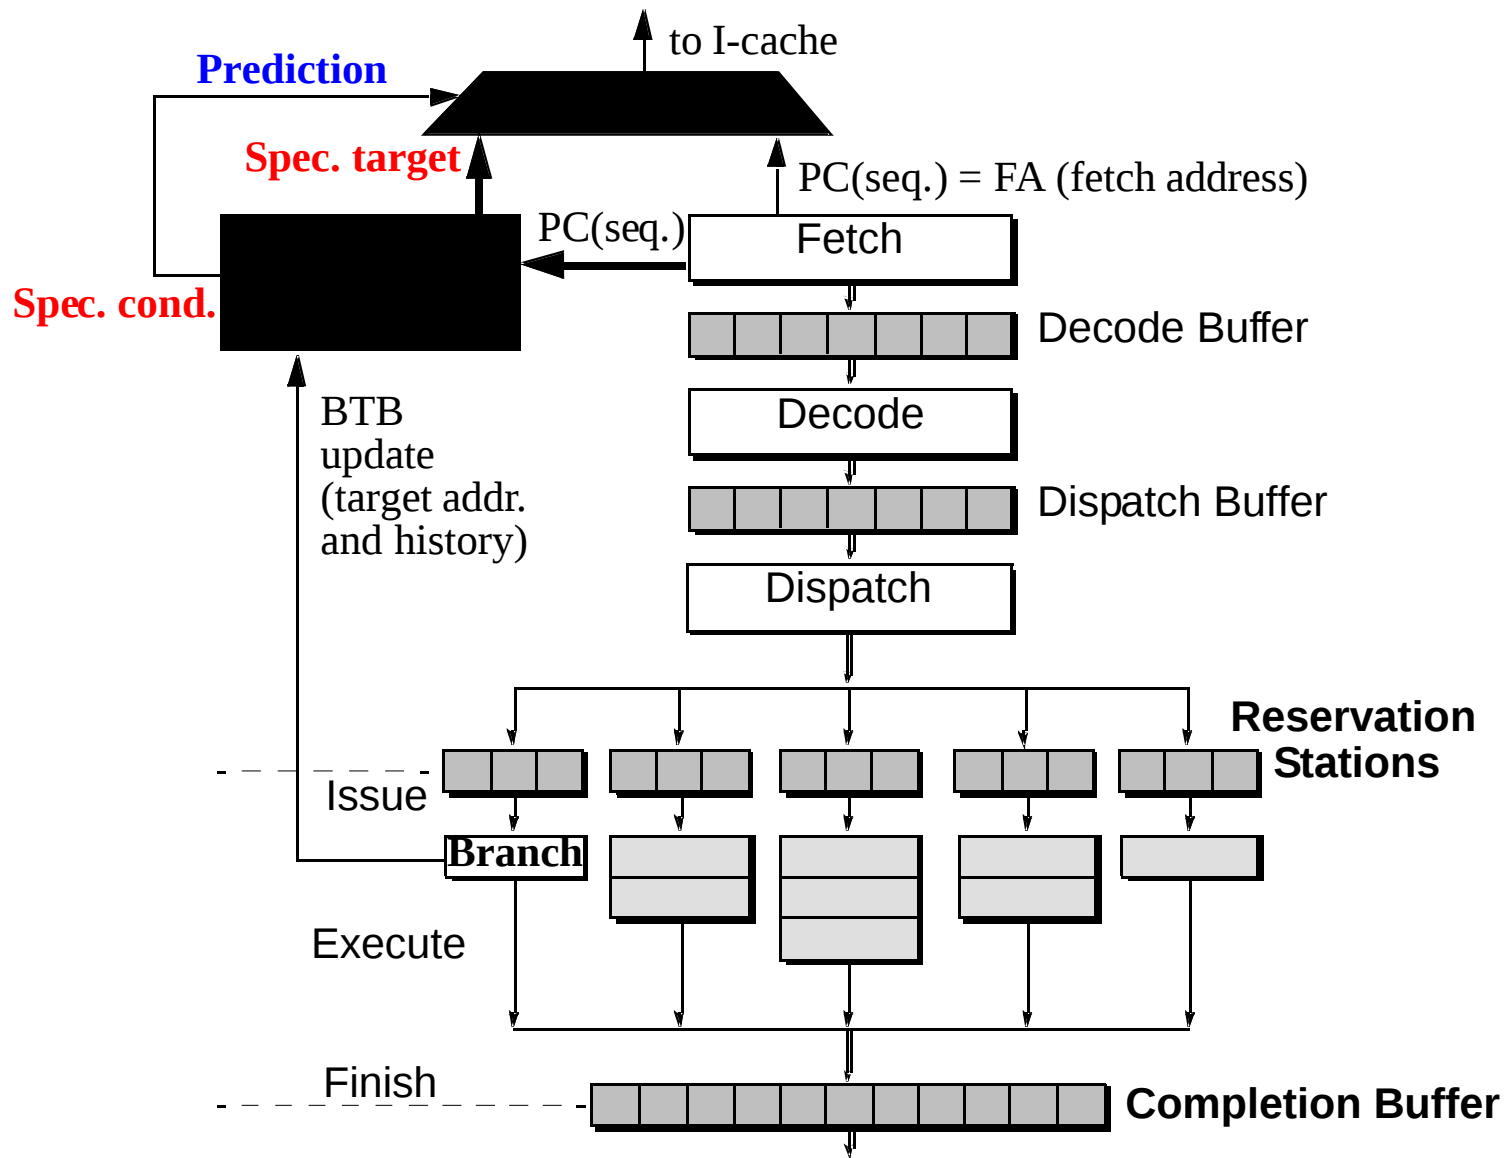 to I-cache
Prediction
Spec. target
PC(seq.) = FA (fetch address)
PC(seq.)
Fetch
Spec. cond.
Decode Buffer
BTB
update
(target addr.
and history)
Decode
Dispatch Buffer
Dispatch
Reservation
Stations
Issue
Branch
Execute
Finish
Completion Buffer